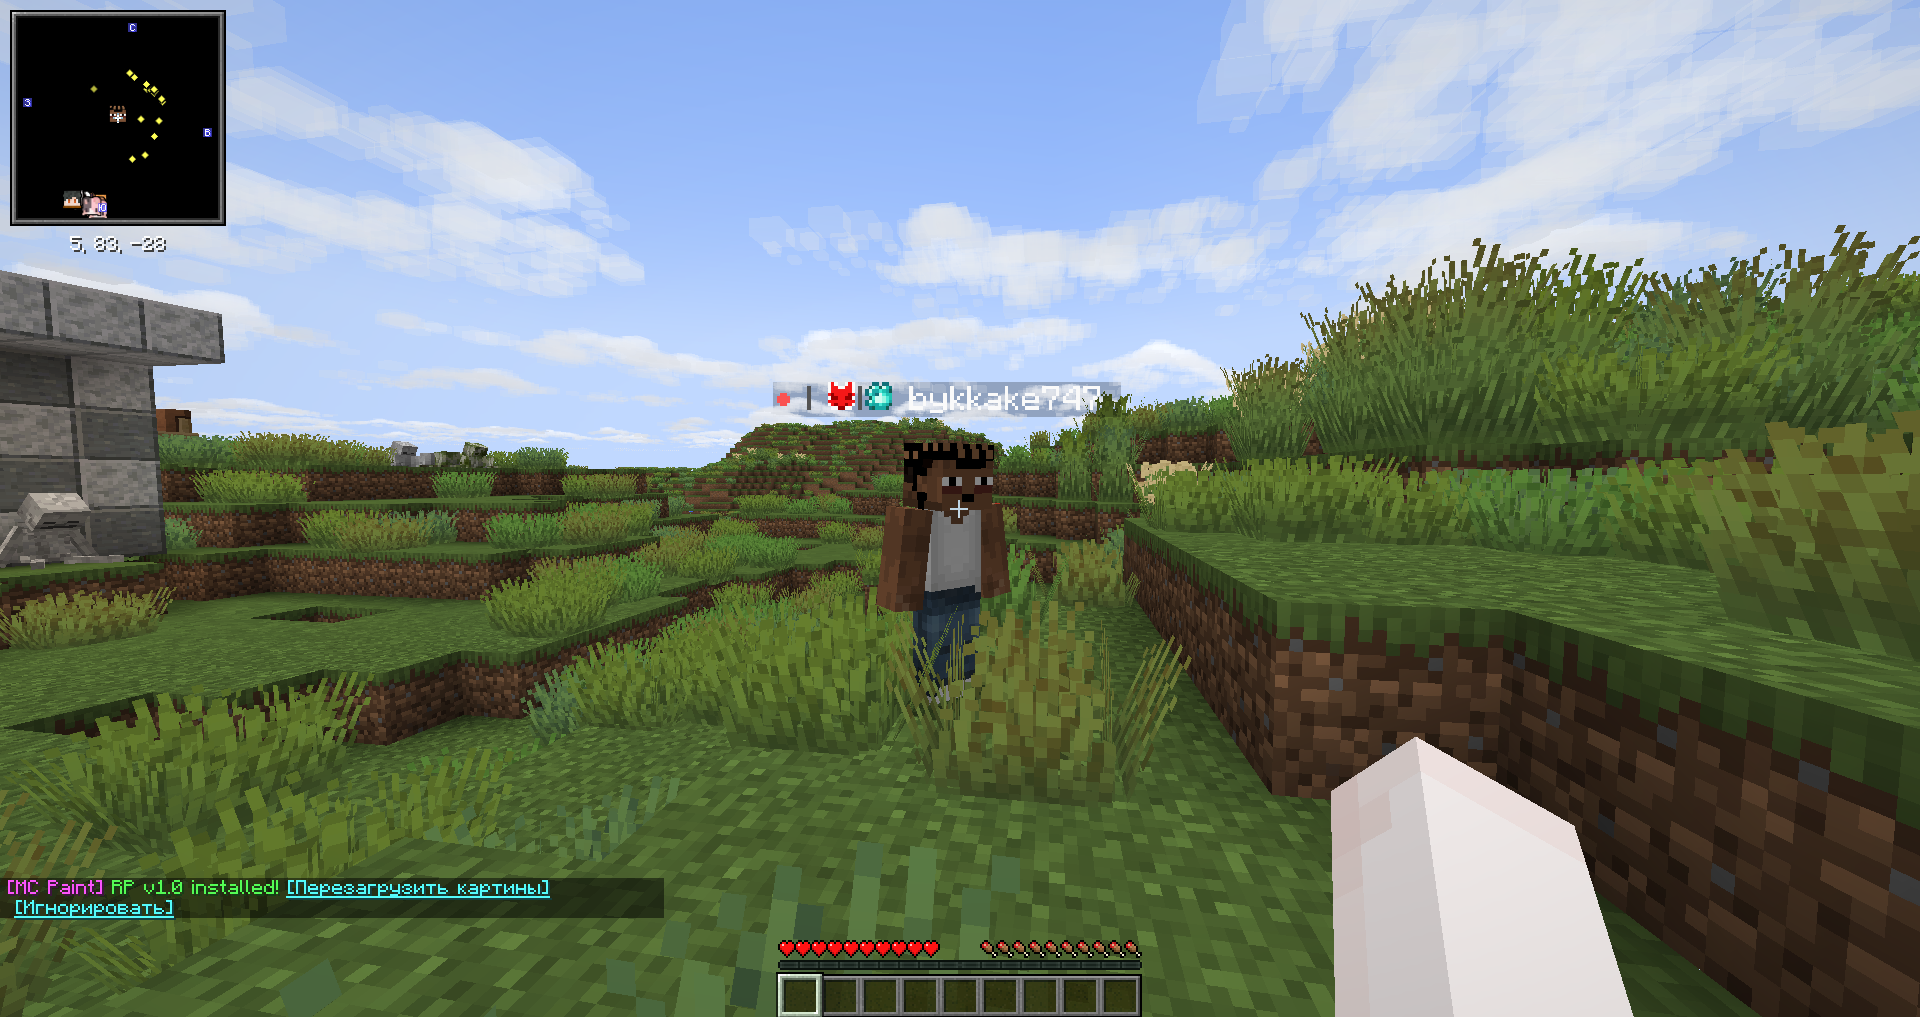 С
З
В
Ю
5, 83, -28
bykkake747
[MC Paint] RP v1.0 installed! [Перезагрузить картины]
[Игнорировать]